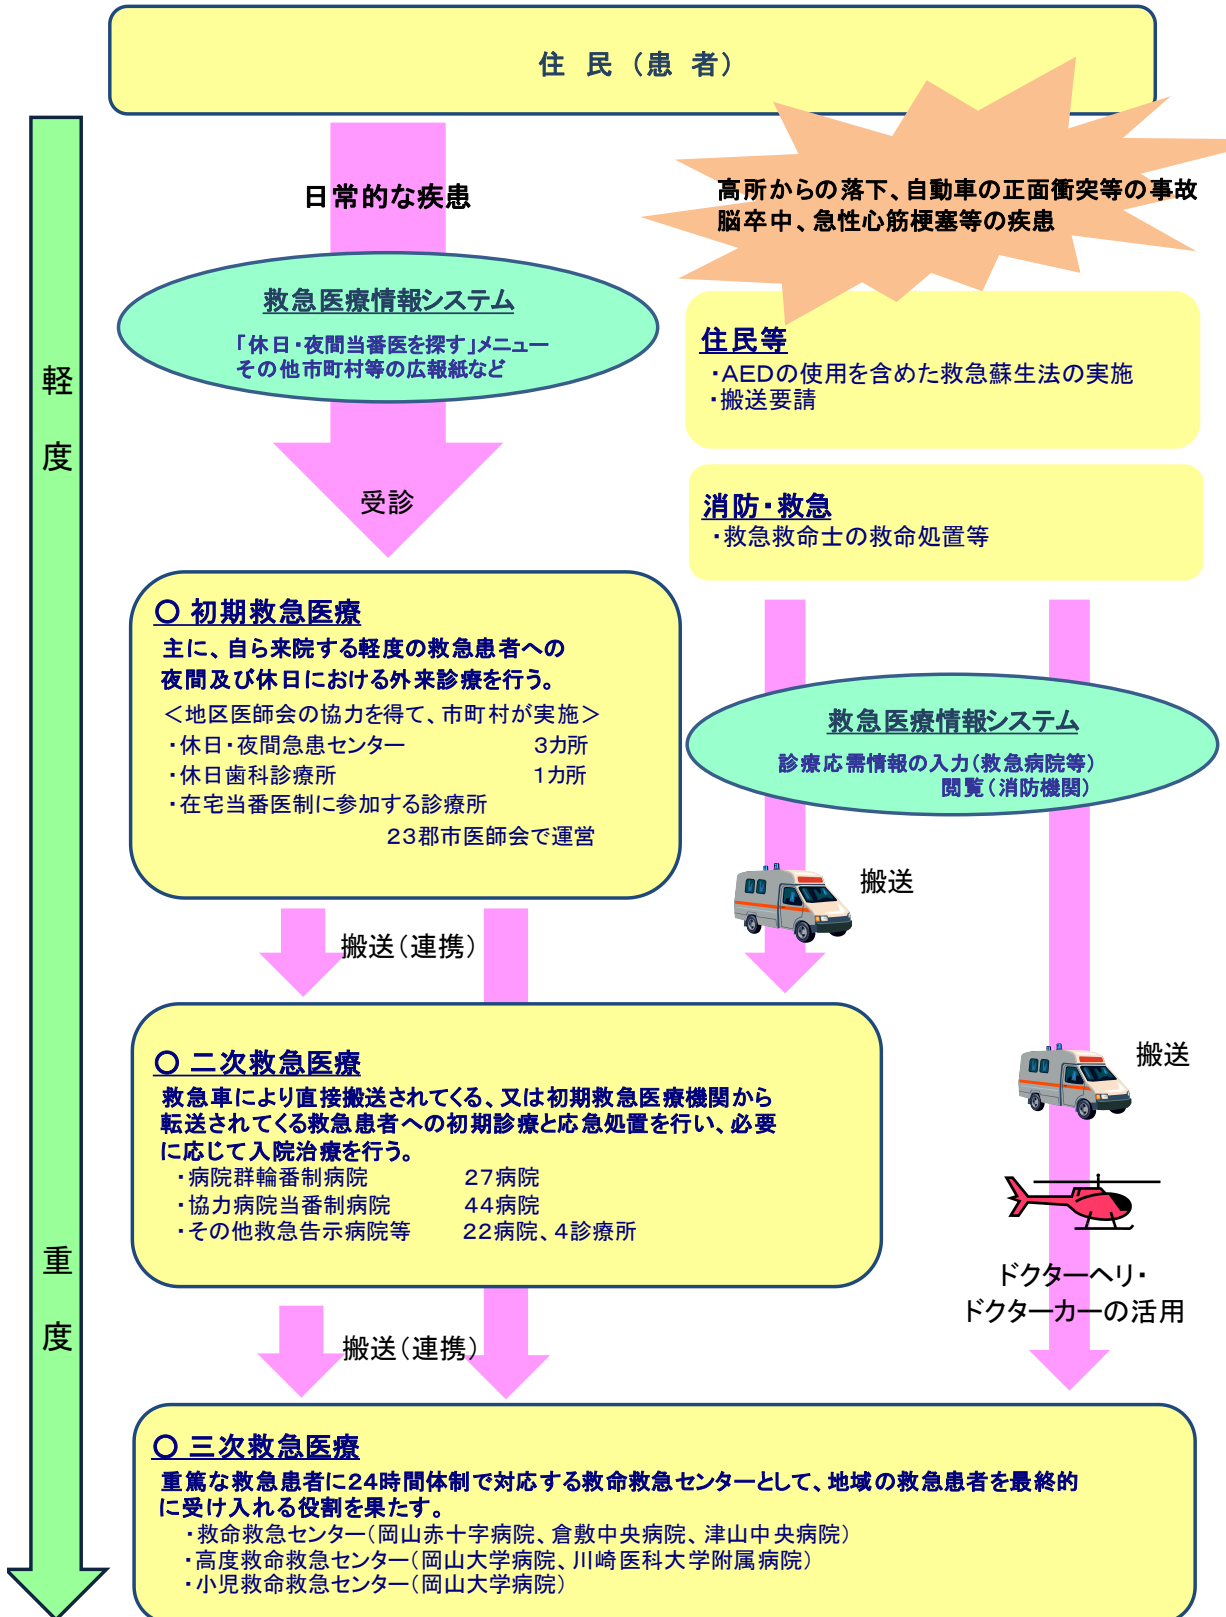 住 民（患 者）
日常的な疾患
高所からの落下、自動車の正面衝突等の事故
脳卒中、急性心筋梗塞等の疾患
救急医療情報システム
「休日・夜間当番医を探す」メニュー
その他市町村等の広報紙など
住民等
・AEDの使用を含めた救急蘇生法の実施
・搬送要請
軽
度
受診
消防・救急
・救急救命士の救命処置等
○ 初期救急医療
主に、自ら来院する軽度の救急患者への
夜間及び休日における外来診療を行う。
＜地区医師会の協力を得て、市町村が実施＞
・休日・夜間急患センター　3カ所
・休日歯科診療所　1カ所
・在宅当番医制に参加する診療所
23郡市医師会で運営
救急医療情報システム
診療応需情報の入力（救急病院等）
閲覧（消防機関）
搬送
搬送（連携）
○ 二次救急医療
救急車により直接搬送されてくる、又は初期救急医療機関から
転送されてくる救急患者への初期診療と応急処置を行い、必要
に応じて入院治療を行う。
・病院群輪番制病院　27病院
・協力病院当番制病院　44病院
・その他救急告示病院等　22病院、4診療所
搬送
重
度
ドクターヘリ・
ドクターカーの活用
搬送（連携）
○ 三次救急医療
重篤な救急患者に24時間体制で対応する救命救急センターとして、地域の救急患者を最終的
に受け入れる役割を果たす。
・救命救急センター（岡山赤十字病院、倉敷中央病院、津山中央病院）
・高度救命救急センター（岡山大学病院、川崎医科大学附属病院）
・小児救命救急センター（岡山大学病院）